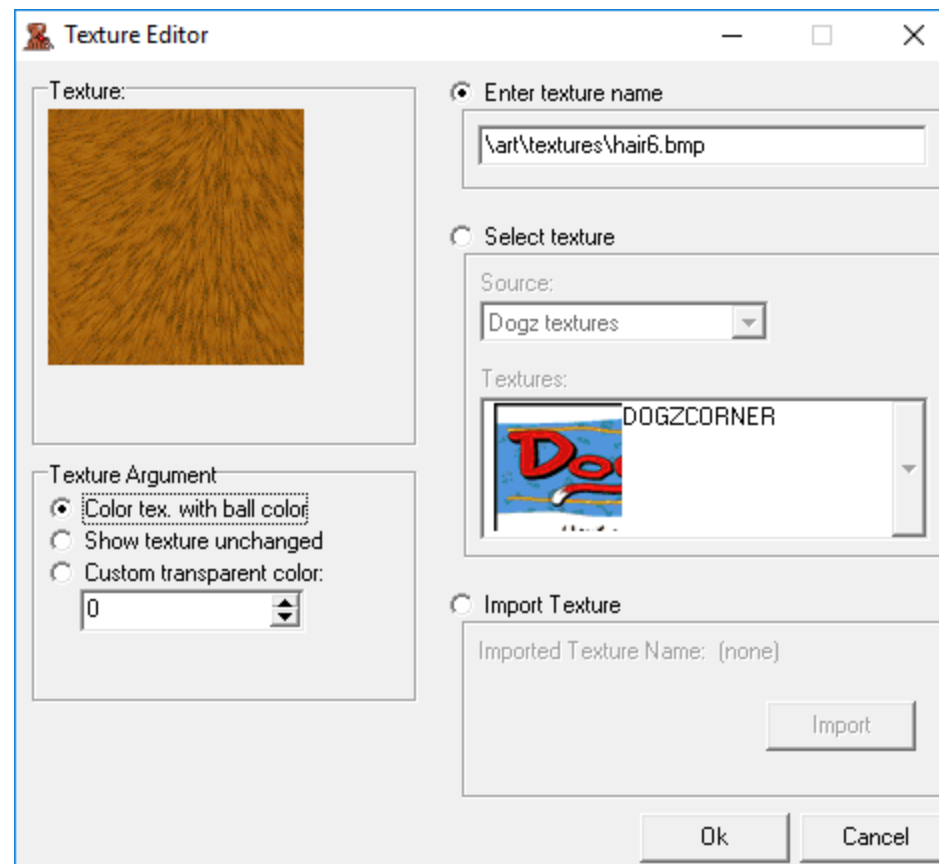 Texture Editor
Texture:
Enter texture name
\art\textures\hair6.bmp
Select texture
Source:
Dogz textures
Textures:
DOGZCORNER
Texture Argument
Color tex. with ball color
Show texture unchanged
Custom transparent color:
0
Import Texture
Imported Texture Name: (none)
Import
Ok
Cancel